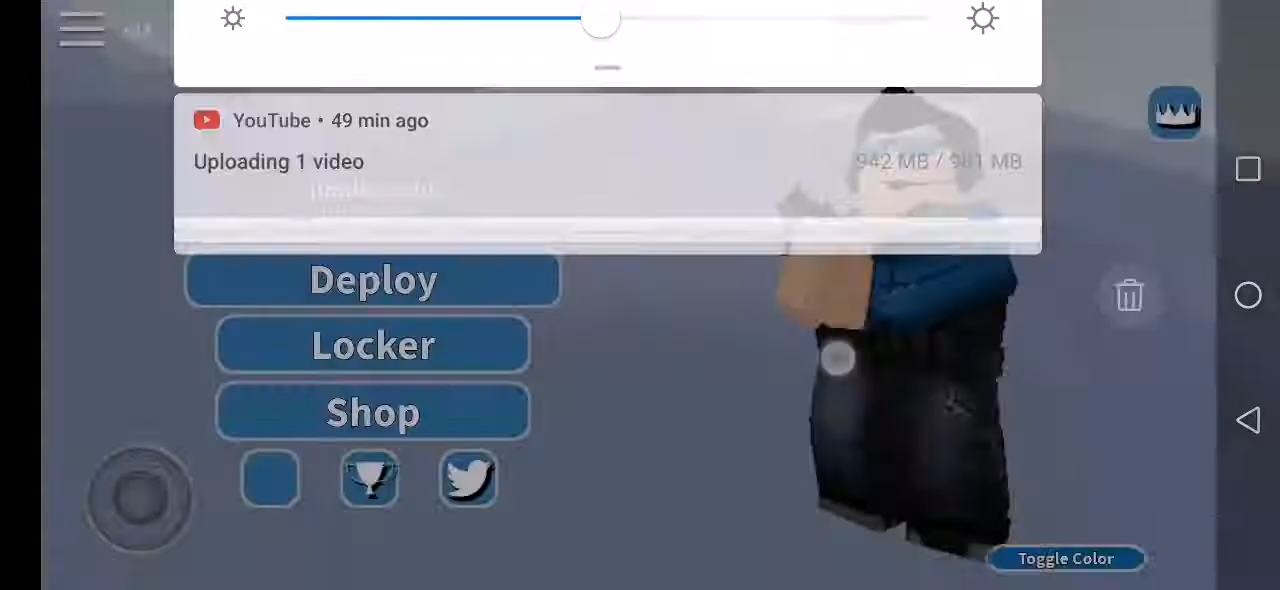 YouTube • 49 min ago
Uploading 1 video
942 MB / 981 MB
Deploy
Locker
Shop
Toggle Color